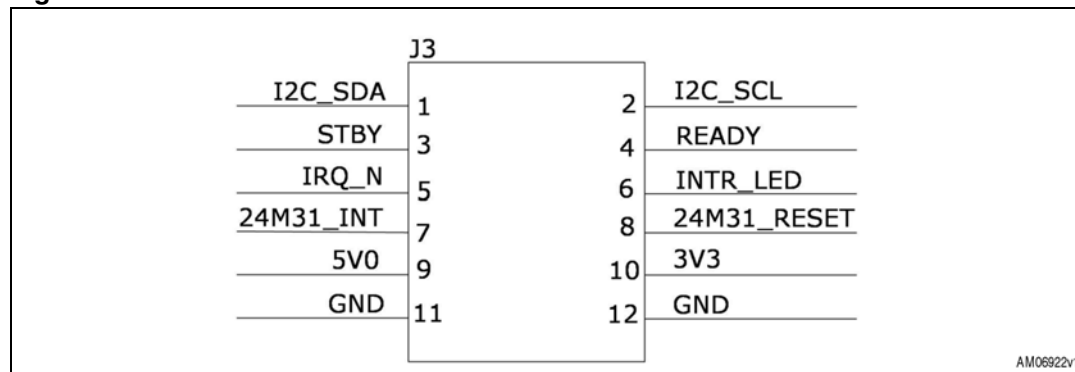 J3
I2C_SDA 1 2 I2C_SCL
STBY 3 4 READY
IRQ_N 5 6 INTR_LED
24M31_INT 7 8 24M31_RESET
5V0 9 10 3V3
GND 11 12 GND